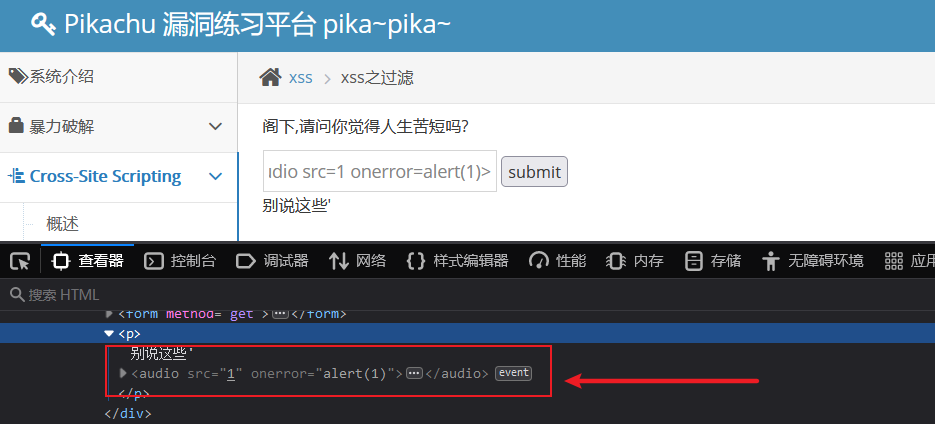 Pikachu 漏洞练习平台 pika~pika~
系统介绍
xss > xss之过滤
暴力破解
阁下,请问你觉得人生苦短吗?
Cross-Site Scripting
dio src=1 onerror=alert(1)> submit
别说这些'
概述
查看器 控制台 调试器 网络 {} 样式编辑器 性能 内存 存储 无障碍环境 应用
搜索 HTML
<form method= get >⋯</form>
<p>
别说这些'
<audio src="1" onerror="alert(1)">⋯</audio> event
</p>
</div>